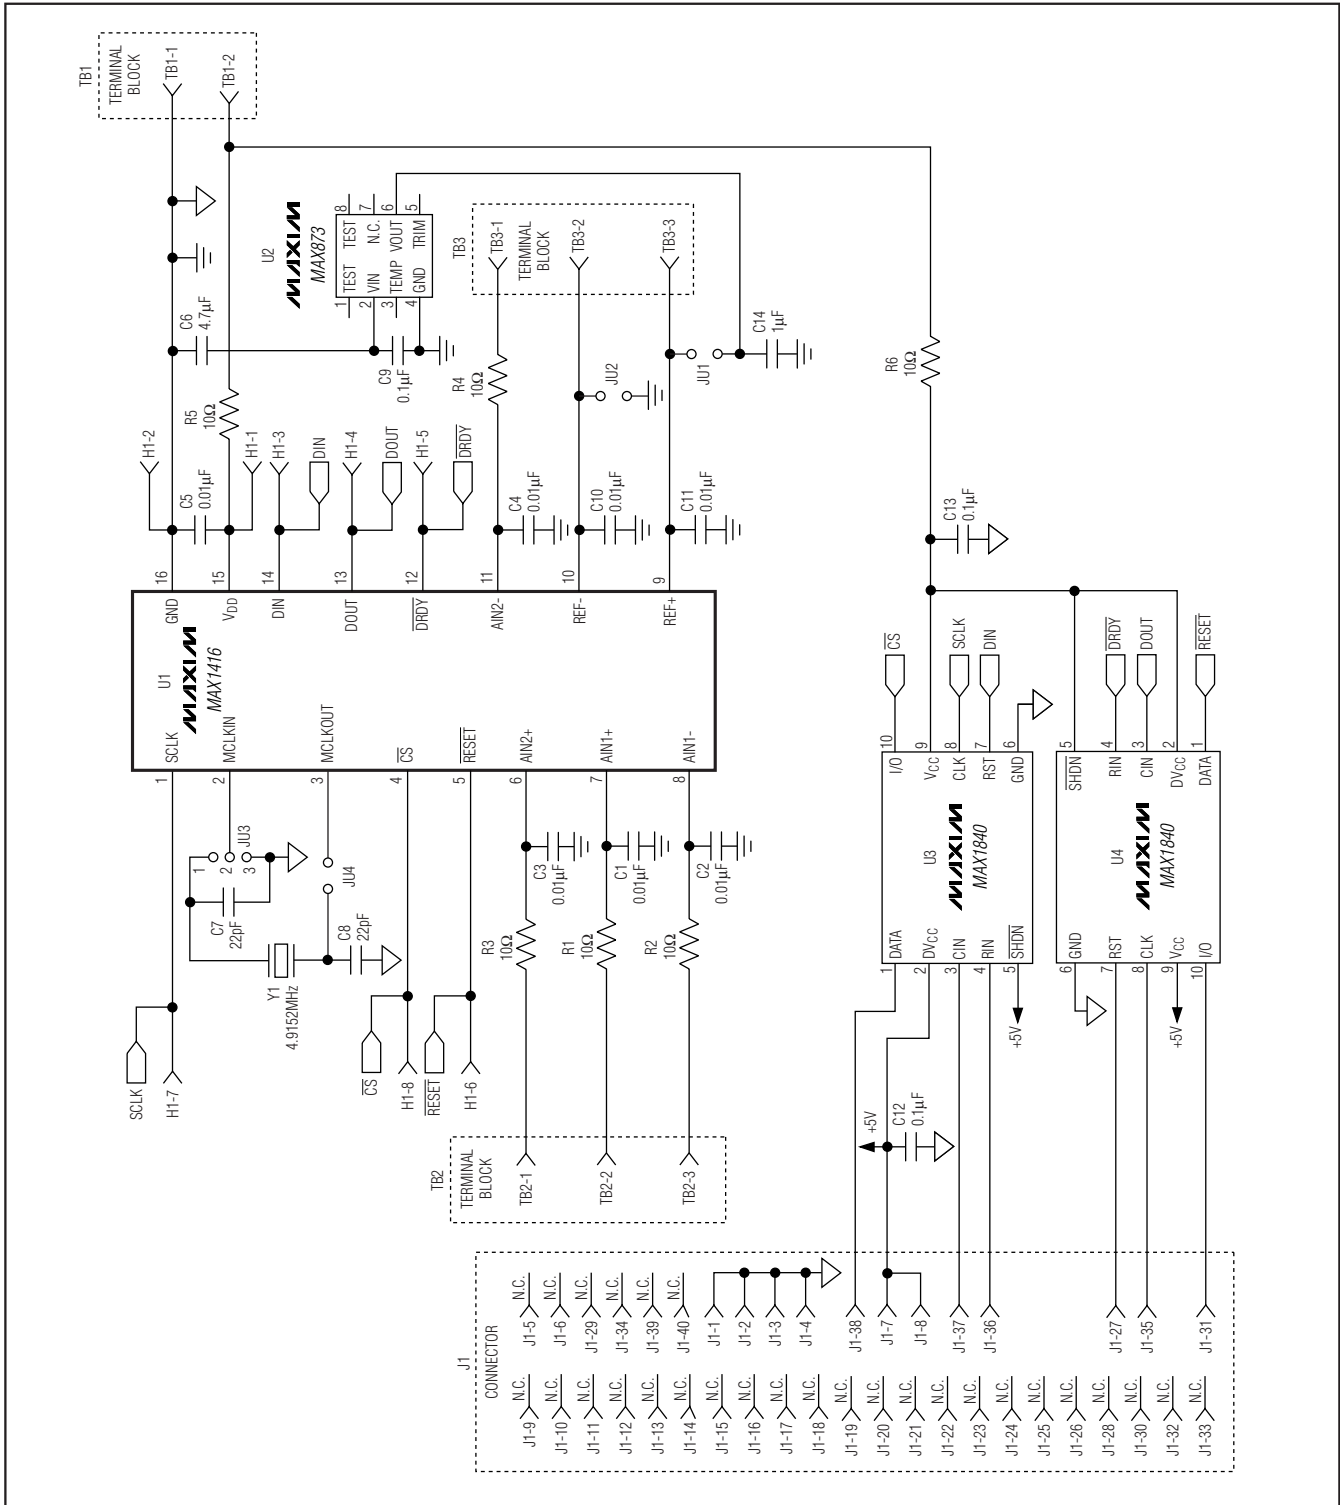 TB1
TERMINAL
BLOCK
TB1-1
TB1-2
U2
MAXIM
MAX873
1 TEST
2 VIN
3 TEMP
4 GND
8 TEST
7 N.C.
6 VOUT
5 TRIM
TB3
TERMINAL
BLOCK
TB3-1
TB3-2
TB3-3
C6
4.7µF
C9
0.1µF
R5
10Ω
R4
10Ω
JU2
JU1
C14
1µF
R6
10Ω
H1-2
C5
0.01µF
H1-1
H1-3
DIN
H1-4
DOUT
H1-5
D̅R̅D̅Y̅
C4
0.01µF
C10
0.01µF
C11
0.01µF
C13
0.1µF
U1
MAXIM
MAX1416
16 GND
15 VDD
14 DIN
13 DOUT
12 D̅R̅D̅Y̅
11 AIN2-
10 REF-
9 REF+
1 SCLK
2 MCLKIN
3 MCLKOUT
4 C̅S̅
5 R̅E̅S̅E̅T̅
6 AIN2+
7 AIN1+
8 AIN1-
JU3
1
2
3
C7
22pF
JU4
C8
22pF
Y1
4.9152MHz
SCLK
H1-7
C̅S̅
H1-8
R̅E̅S̅E̅T̅
H1-6
C3
0.01µF
C1
0.01µF
C2
0.01µF
R3
10Ω
R1
10Ω
R2
10Ω
TB2
TERMINAL
BLOCK
TB2-1
TB2-2
TB2-3
C̅S̅
SCLK
DIN
D̅R̅D̅Y̅
DOUT
R̅E̅S̅E̅T̅
U3
MAXIM
MAX1840
10 I/O
9 VCC
8 CLK
7 RST
6 GND
1 DATA
2 DVCC
3 CIN
4 RIN
5 S̅H̅D̅N̅
+5V
U4
MAXIM
MAX1840
5 S̅H̅D̅N̅
4 RIN
3 CIN
2 DVCC
1 DATA
6 GND
7 RST
8 CLK
9 VCC
10 I/O
+5V
+5V
C12
0.1µF
J1
CONNECTOR
J1-5 N.C.
J1-6 N.C.
J1-29 N.C.
J1-34 N.C.
J1-39 N.C.
J1-40 N.C.
J1-1
J1-2
J1-3
J1-4
J1-38
J1-7
J1-8
J1-37
J1-36
J1-27
J1-35
J1-31
J1-9 N.C.
J1-10 N.C.
J1-11 N.C.
J1-12 N.C.
J1-13 N.C.
J1-14 N.C.
J1-15 N.C.
J1-16 N.C.
J1-17 N.C.
J1-18 N.C.
J1-19 N.C.
J1-20 N.C.
J1-21 N.C.
J1-22 N.C.
J1-23 N.C.
J1-24 N.C.
J1-25 N.C.
J1-26 N.C.
J1-28 N.C.
J1-30 N.C.
J1-32 N.C.
J1-33 N.C.